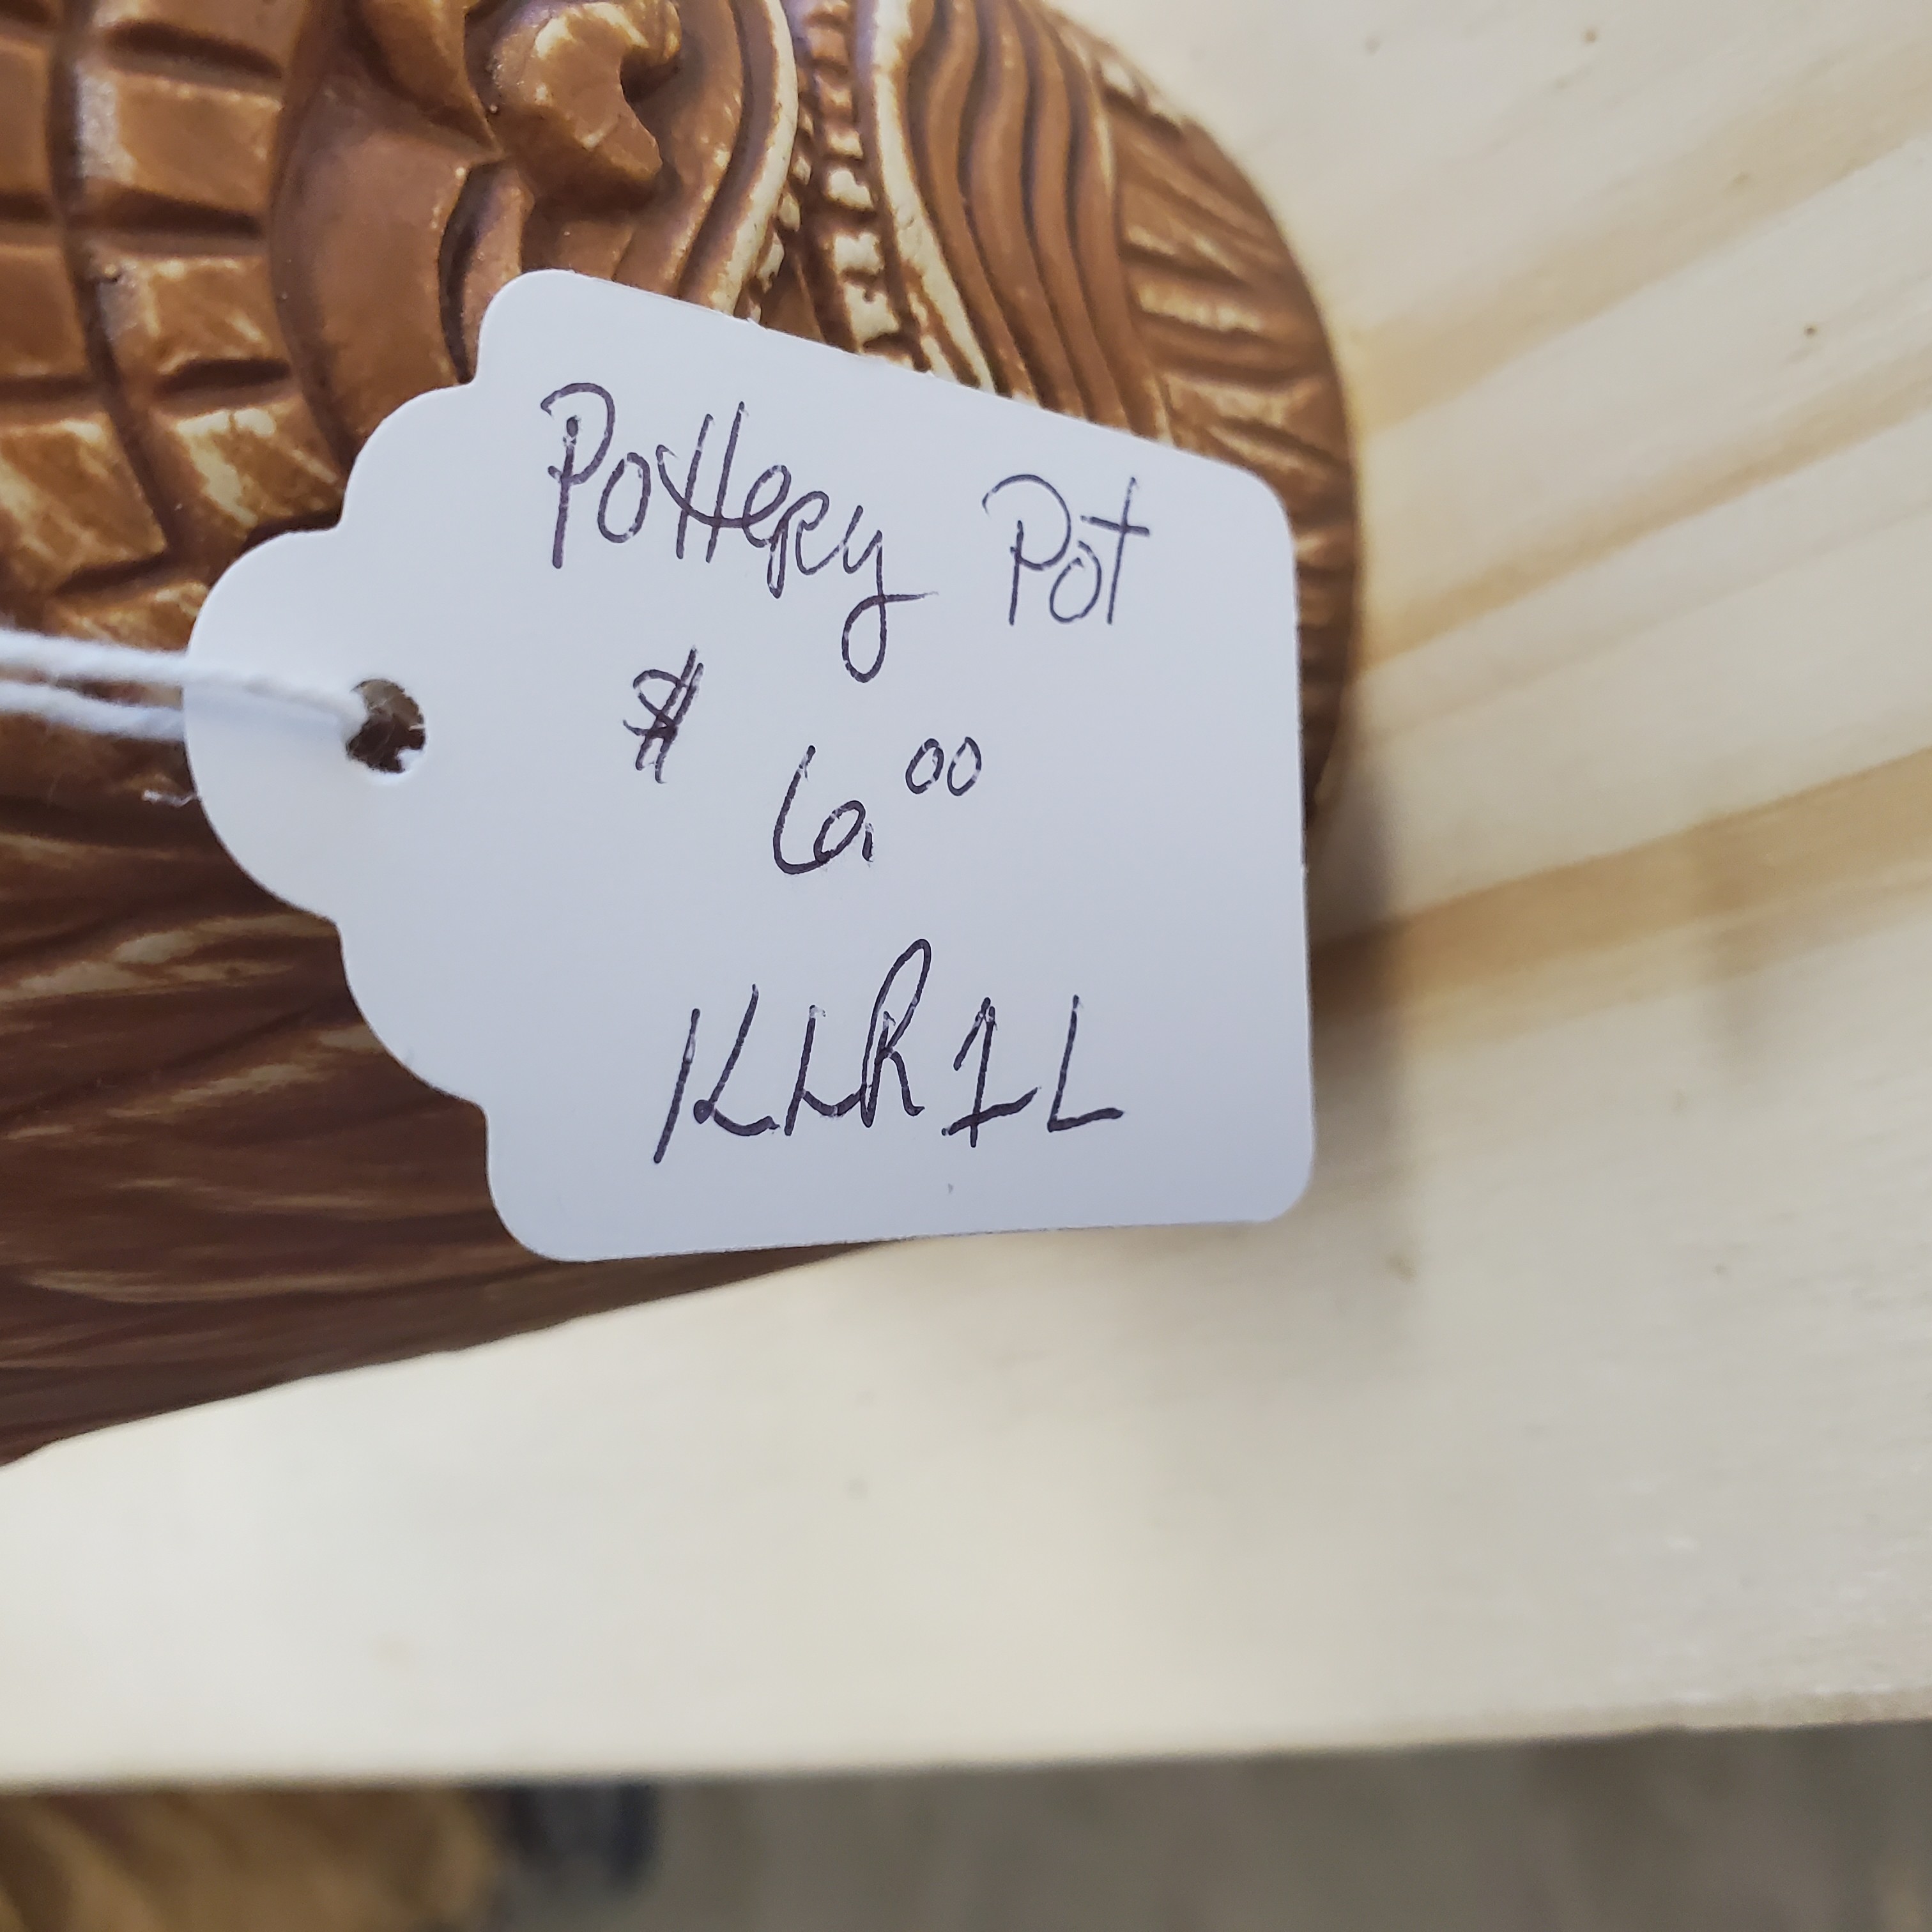 Pottery Pot
$ 6.00
KLR1L